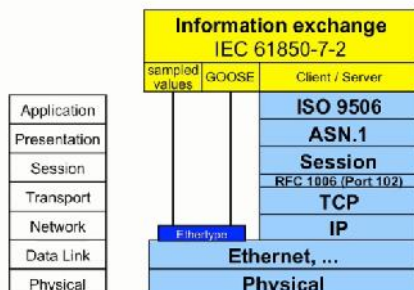 Information exchange
IEC 61850-7-2
sampled
values
GOOSE
Client / Server
Application
ISO 9506
Presentation
ASN.1
Session
Session
RFC 1006 (Port 102)
Transport
TCP
Network
Ethertype
IP
Data Link
Ethernet, ...
Physical
Physical